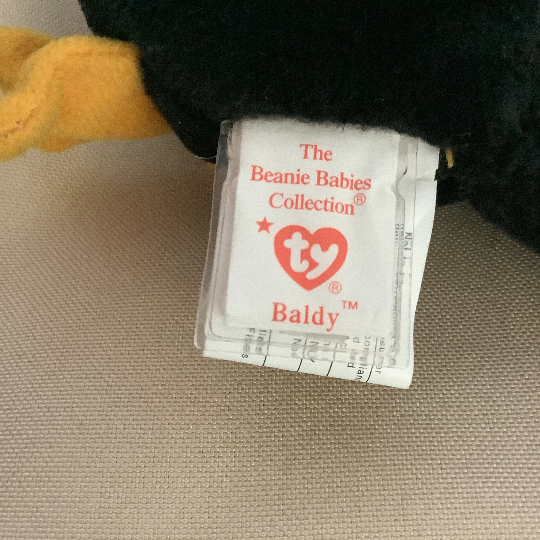 The
Beanie Babies
Collection®
ty®
Baldy™